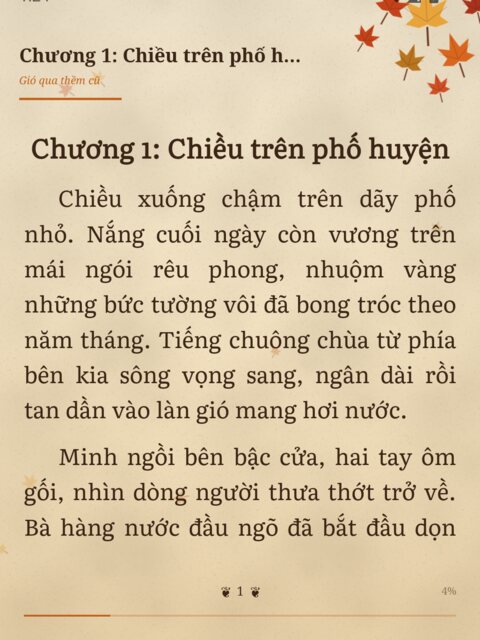 Chương 1: Chiều trên phố h...
Gió qua thềm cũ
Chương 1: Chiều trên phố huyện
Chiều xuống chậm trên dãy phố
nhỏ. Nắng cuối ngày còn vương trên
mái ngói rêu phong, nhuộm vàng
những bức tường vôi đã bong tróc theo
năm tháng. Tiếng chuông chùa từ phía
bên kia sông vọng sang, ngân dài rồi
tan dần vào làn gió mang hơi nước.
Minh ngồi bên bậc cửa, hai tay ôm
gối, nhìn dòng người thưa thớt trở về.
Bà hàng nước đầu ngõ đã bắt đầu dọn
❦ 1 ❦
4%